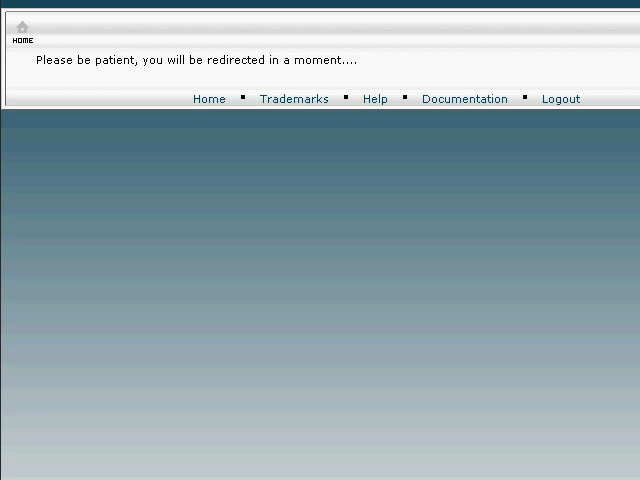 HOME
Please be patient, you will be redirected in a moment....
Home ▪ Trademarks ▪ Help ▪ Documentation ▪ Logout